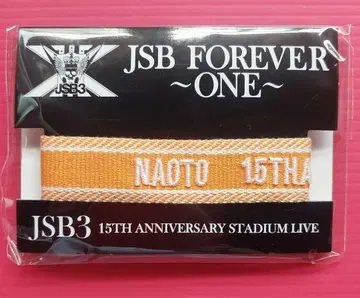 JSB3
JSB FOREVER
~ONE~
NAOTO 15THA
JSB3 15TH ANNIVERSARY STADIUM LIVE